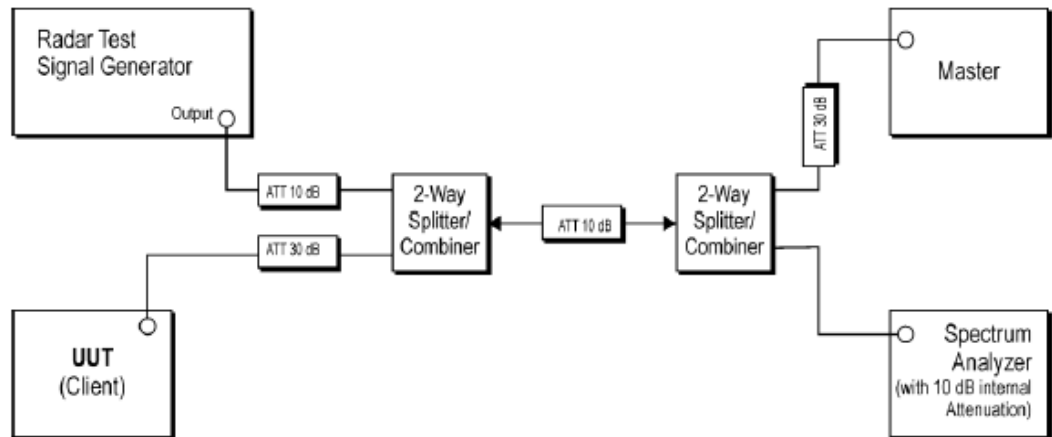 Radar Test
Signal Generator
Output
ATT 10 dB
ATT 30 dB
UUT
(Client)
2-Way
Splitter/
Combiner
ATT 10 dB
2-Way
Splitter/
Combiner
ATT 30 dB
Master
Spectrum
Analyzer
(with 10 dB internal
Attenuation)